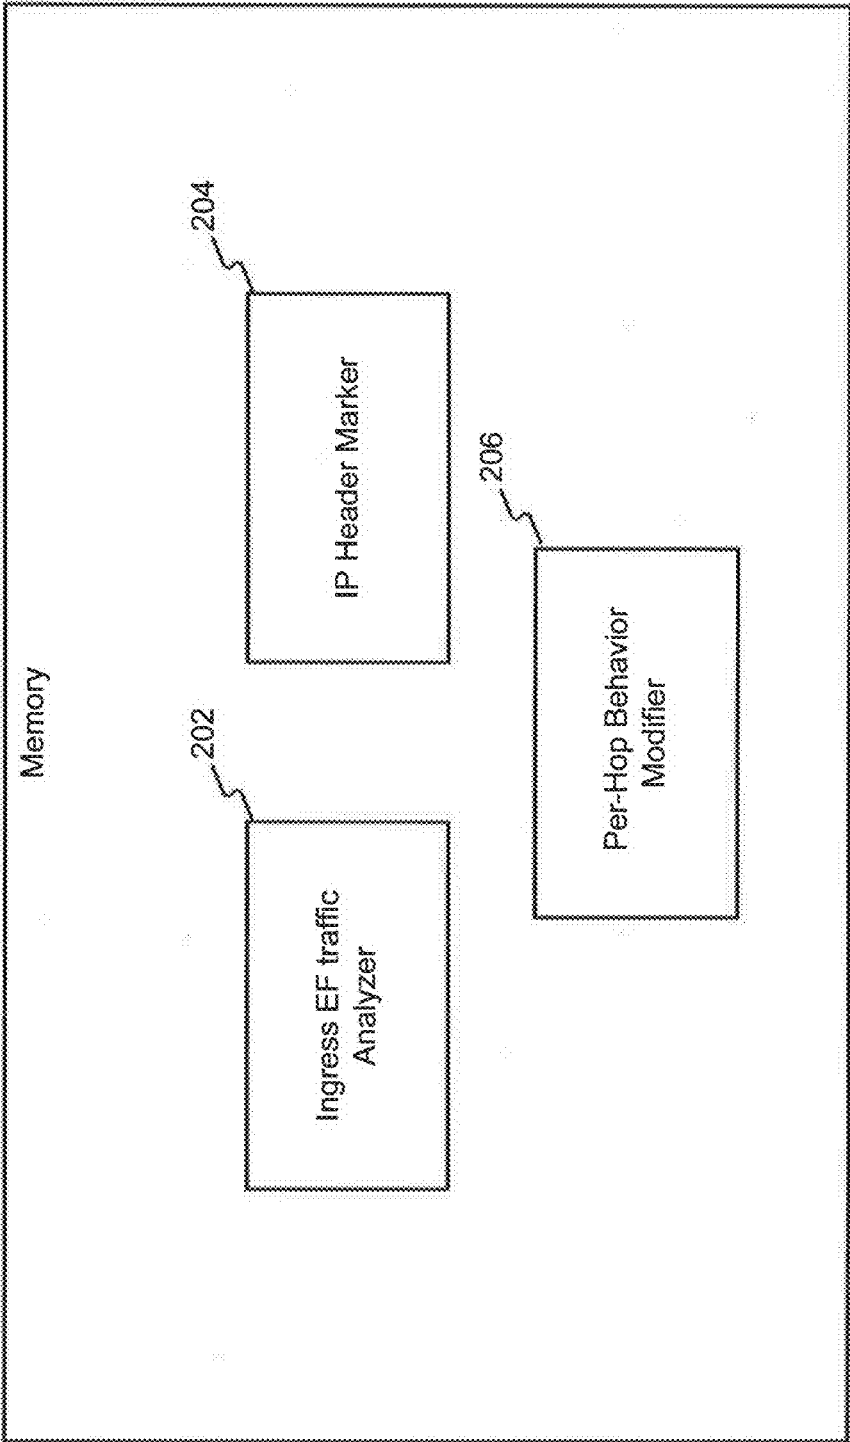 Memory
202
Ingress EF traffic
Analyzer
204
IP Header Marker
206
Per-Hop Behavior
Modifier